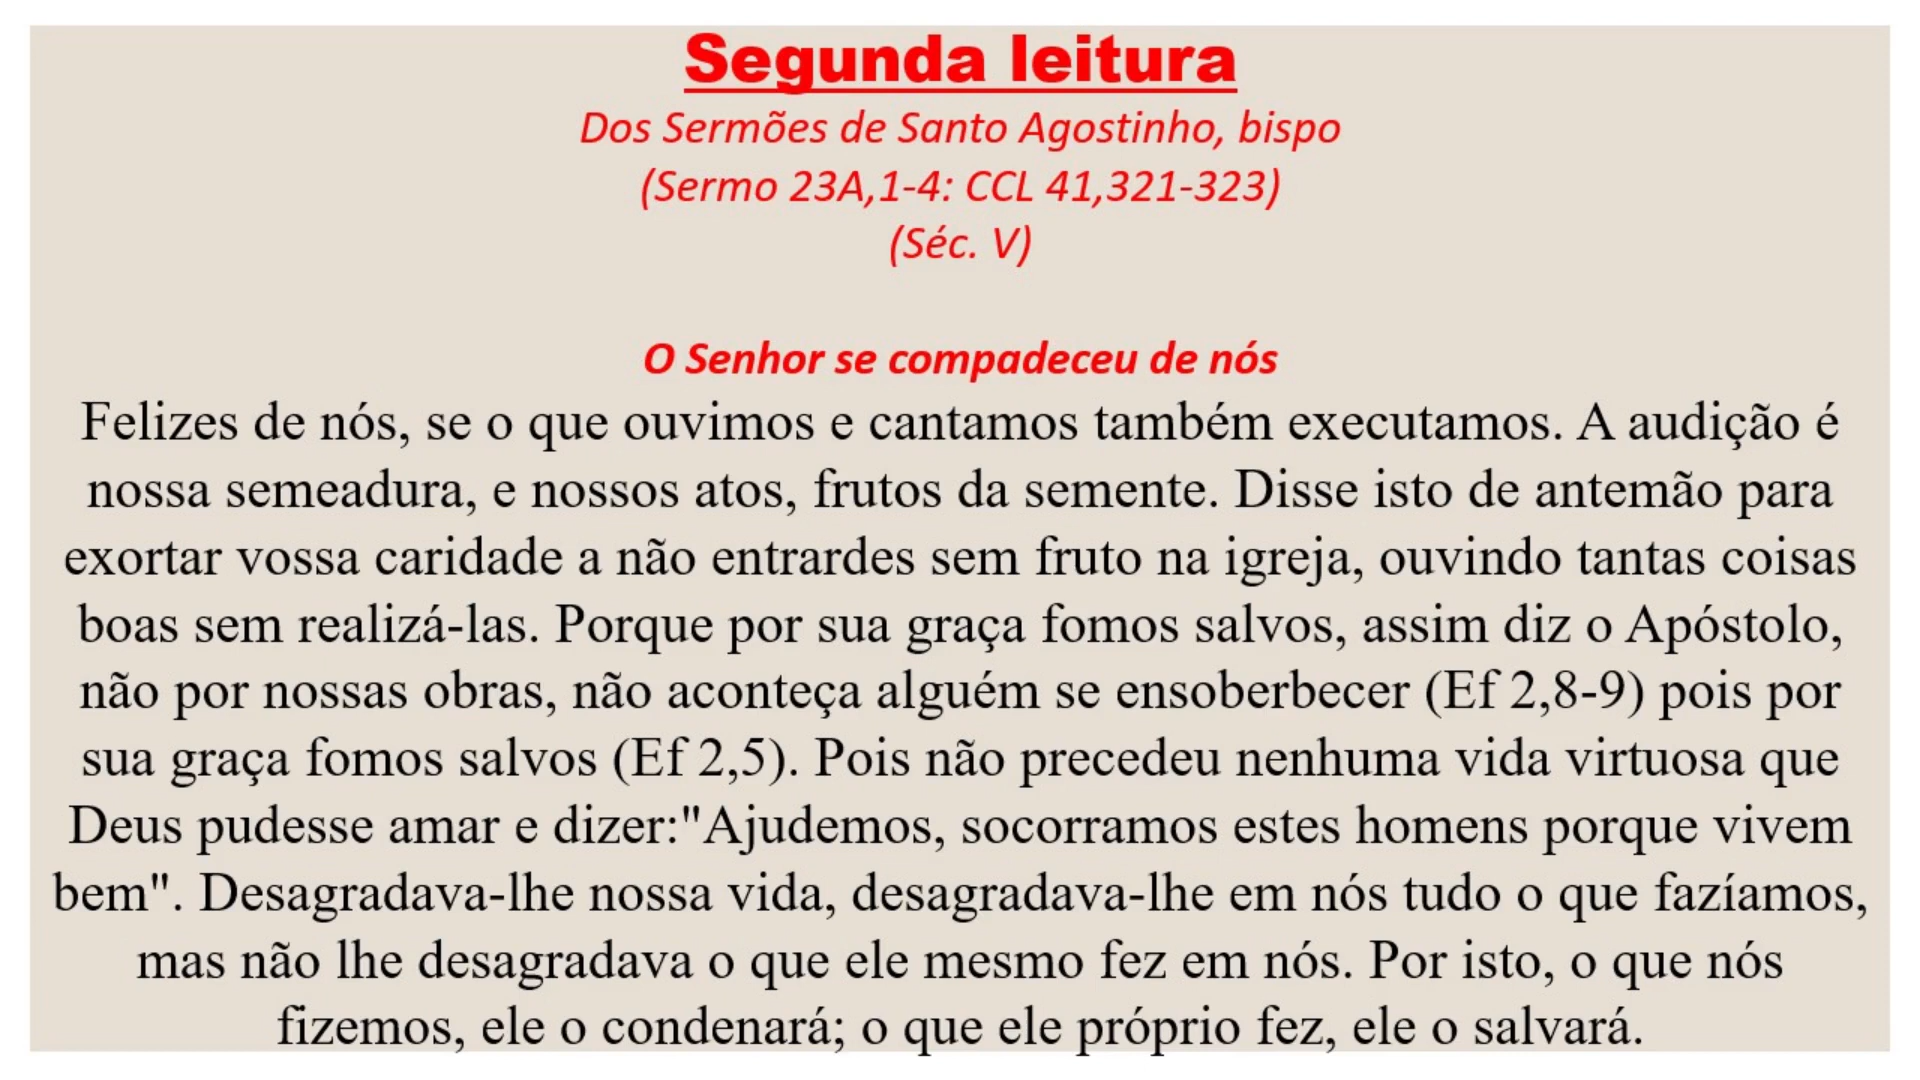 Segunda leitura
Dos Sermões de Santo Agostinho, bispo
(Sermo 23A,1-4: CCL 41,321-323)
(Séc. V)
O Senhor se compadeceu de nós
Felizes de nós, se o que ouvimos e cantamos também executamos. A audição é
nossa semeadura, e nossos atos, frutos da semente. Disse isto de antemão para
exortar vossa caridade a não entrardes sem fruto na igreja, ouvindo tantas coisas
boas sem realizá-las. Porque por sua graça fomos salvos, assim diz o Apóstolo,
não por nossas obras, não aconteça alguém se ensoberbecer (Ef 2,8-9) pois por
sua graça fomos salvos (Ef 2,5). Pois não precedeu nenhuma vida virtuosa que
Deus pudesse amar e dizer:"Ajudemos, socorramos estes homens porque vivem
bem". Desagradava-lhe nossa vida, desagradava-lhe em nós tudo o que fazíamos,
mas não lhe desagradava o que ele mesmo fez em nós. Por isto, o que nós
fizemos, ele o condenará; o que ele próprio fez, ele o salvará.